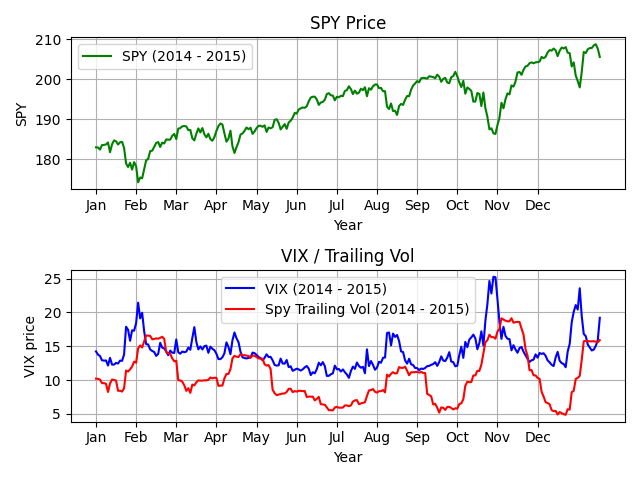 SPY Price
SPY
SPY (2014 - 2015)
210
200
190
180
Jan Feb Mar Apr May Jun Jul Aug Sep Oct Nov Dec
Year
VIX / Trailing Vol
VIX price
VIX (2014 - 2015)
Spy Trailing Vol (2014 - 2015)
25
20
15
10
5
Jan Feb Mar Apr May Jun Jul Aug Sep Oct Nov Dec
Year